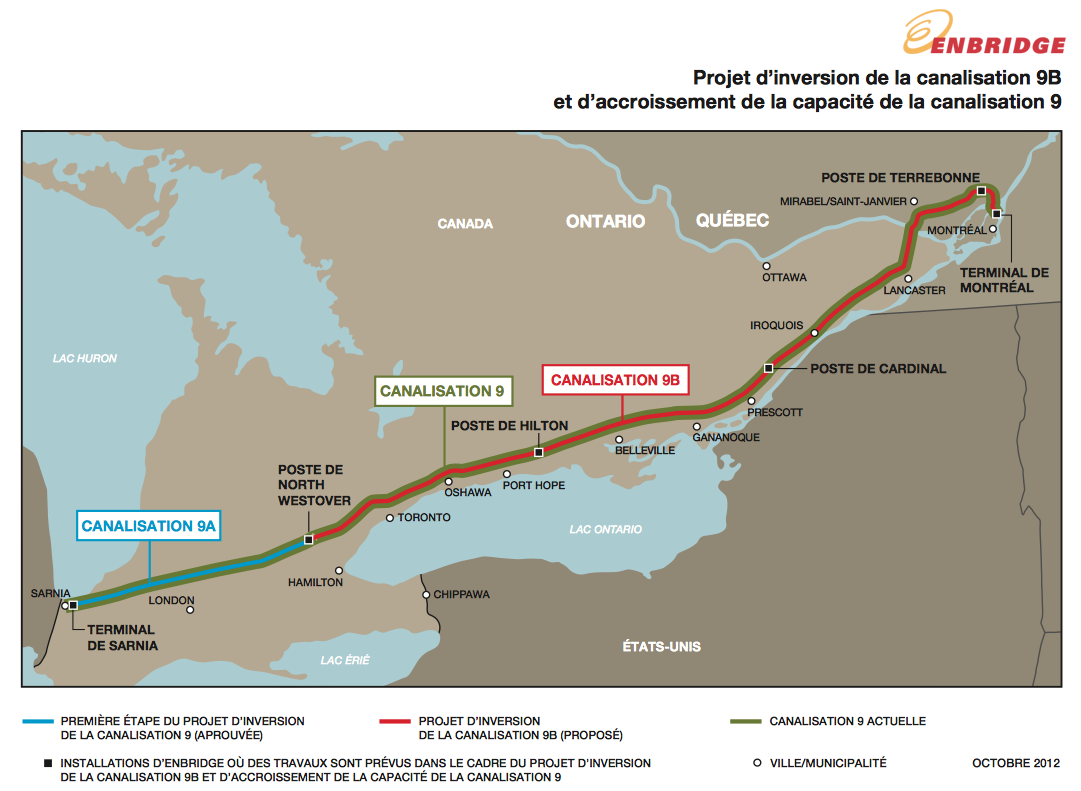 ENBRIDGE
Projet d'inversion de la canalisation 9B
et d'accroissement de la capacité de la canalisation 9
POSTE DE TERREBONNE
MIRABEL/SAINT-JANVIER
CANADA
ONTARIO
QUÉBEC
MONTRÉAL
OTTAWA
TERMINAL DE
MONTRÉAL
LANCASTER
IROQUOIS
LAC HURON
POSTE DE CARDINAL
CANALISATION 9B
CANALISATION 9
PRESCOTT
POSTE DE HILTON
GANANOQUE
BELLEVILLE
POSTE DE
NORTH
WESTOVER
PORT HOPE
OSHAWA
TORONTO
CANALISATION 9A
LAC ONTARIO
HAMILTON
SARNIA
LONDON
CHIPPAWA
TERMINAL
DE SARNIA
ÉTATS-UNIS
LAC ÉRIÉ
PREMIÈRE ÉTAPE DU PROJET D'INVERSION
DE LA CANALISATION 9 (APROUVÉE)
PROJET D'INVERSION
DE LA CANALISATION 9B (PROPOSÉ)
CANALISATION 9 ACTUELLE
INSTALLATIONS D'ENBRIDGE OÙ DES TRAVAUX SONT PRÉVUS DANS LE CADRE DU PROJET D'INVERSION
DE LA CANALISATION 9B ET D'ACCROISSEMENT DE LA CAPACITÉ DE LA CANALISATION 9
VILLE/MUNICIPALITÉ
OCTOBRE 2012